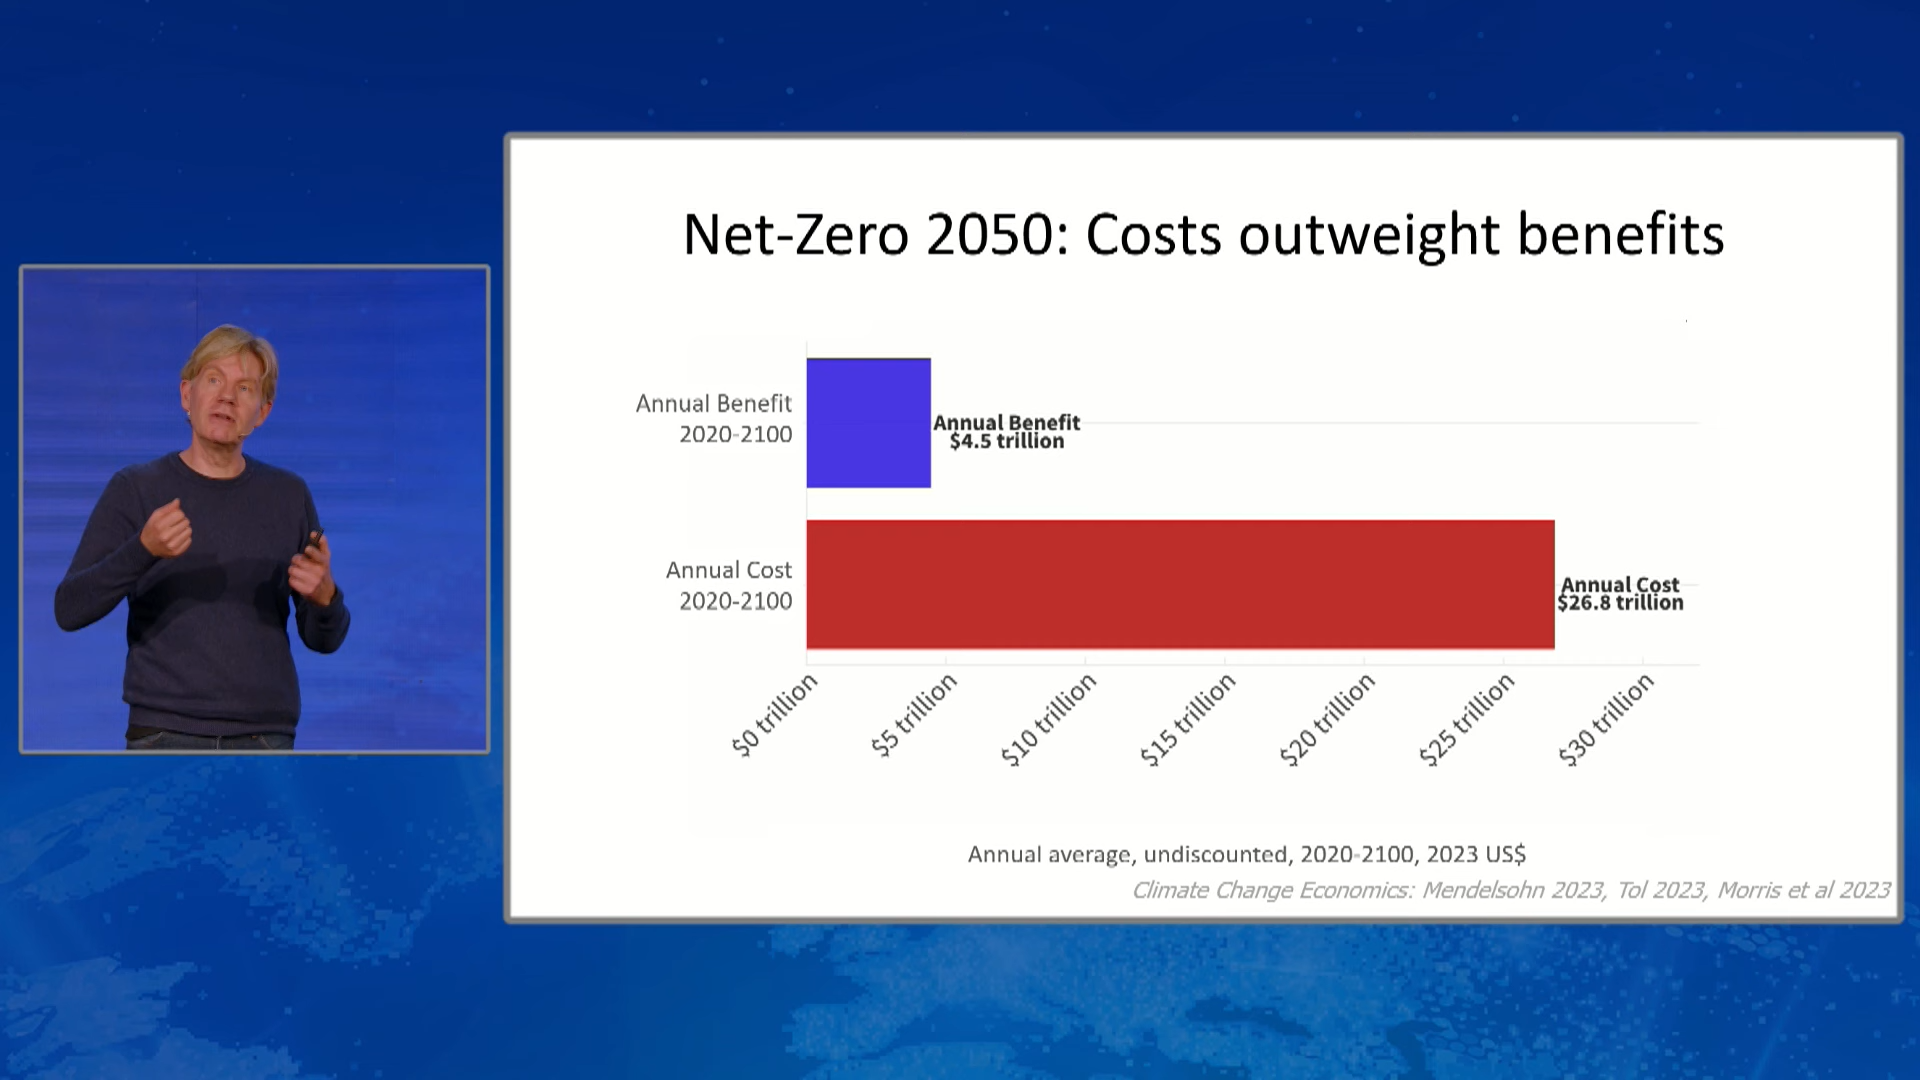 Net-Zero 2050: Costs outweight benefits
Annual Benefit
2020-2100
Annual Benefit
$4.5 trillion
Annual Cost
2020-2100
Annual Cost
$26.8 trillion
$0 trillion
$5 trillion
$10 trillion
$15 trillion
$20 trillion
$25 trillion
$30 trillion
Annual average, undiscounted, 2020-2100, 2023 US$
Climate Change Economics: Mendelsohn 2023, Tol 2023, Morris et al 2023